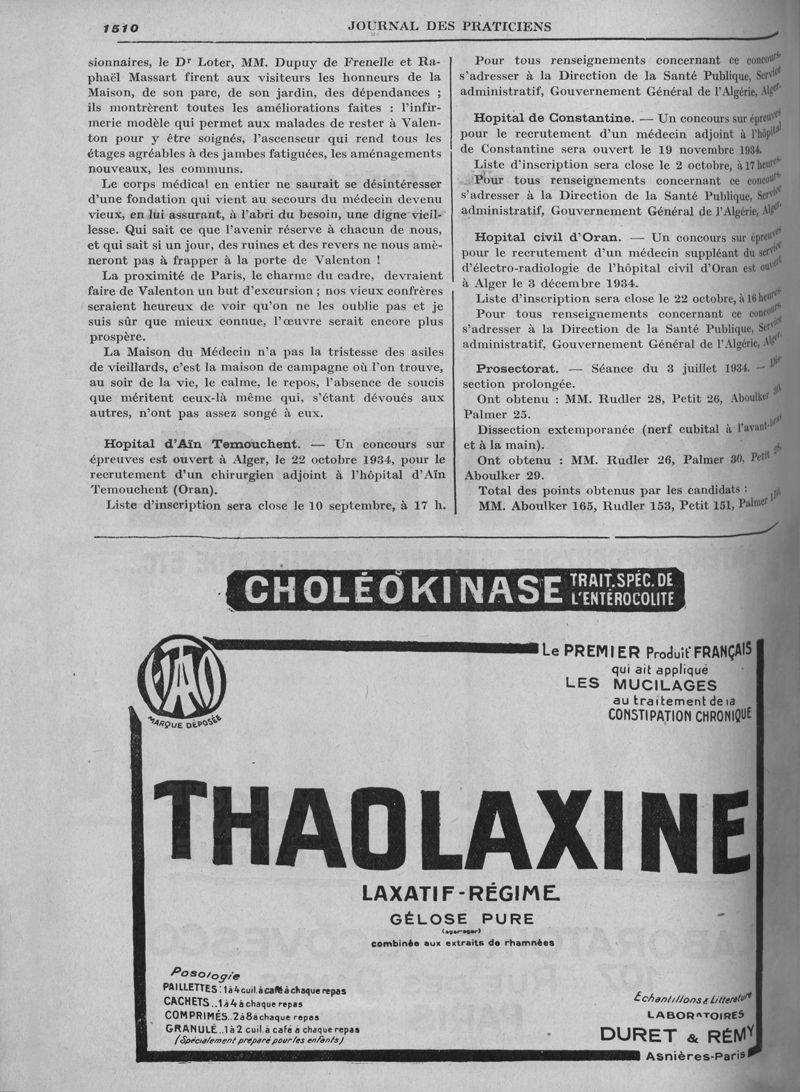 1510
JOURNAL DES PRATICIENS
sionnaires, le Dr Loter, MM. Dupuy de Frenelle et Ra-
phaël Massart firent aux visiteurs les honneurs de la
Maison, de son parc, de son jardin, des dépendances ;
ils montrèrent toutes les améliorations faites : l'infir-
merie modèle qui permet aux malades de rester à Valen-
ton pour y être soignés, l'ascenseur qui rend tous les
étages agréables à des jambes fatiguées, les aménagements
nouveaux, les communs.
Le corps médical en entier ne saurait se désintéresser
d'une fondation qui vient au secours du médecin devenu
vieux, en lui assurant, à l'abri du besoin, une digne vieil-
lesse. Qui sait ce que l'avenir réserve à chacun de nous,
et qui sait si un jour, des ruines et des revers ne nous amè-
neront pas à frapper à la porte de Valenton !
La proximité de Paris, le charme du cadre, devraient
faire de Valenton un but d'excursion ; nos vieux confrères
seraient heureux de voir qu'on ne les oublie pas et je
suis sûr que mieux connue, l'œuvre serait encore plus
prospère.
La Maison du Médecin n'a pas la tristesse des asiles
de vieillards, c'est la maison de campagne où l'on trouve,
au soir de la vie, le calme, le repos, l'absence de soucis
que méritent ceux-là même qui, s'étant dévoués aux
autres, n'ont pas assez songé à eux.
Hopital d'Aïn Temouchent. — Un concours sur
épreuves est ouvert à Alger, le 22 octobre 1934, pour le
recrutement d'un chirurgien adjoint à l'hôpital d'Aïn
Temouchent (Oran).
Liste d'inscription sera close le 10 septembre, à 17 h.
Pour tous renseignements concernant ce concours
s'adresser à la Direction de la Santé Publique, Service
administratif, Gouvernement Général de l'Algérie, Alger.
Hopital de Constantine. — Un concours sur épreuves
pour le recrutement d'un médecin adjoint à l'hôpital
de Constantine sera ouvert le 19 novembre 1934.
Liste d'inscription sera close le 2 octobre, à 17 heures.
Pour tous renseignements concernant ce concours
s'adresser à la Direction de la Santé Publique, Service
administratif, Gouvernement Général de l'Algérie, Alger.
Hopital civil d'Oran. — Un concours sur épreuves
pour le recrutement d'un médecin suppléant du service
d'électro-radiologie de l'hôpital civil d'Oran est ouvert
à Alger le 3 décembre 1934.
Liste d'inscription sera close le 22 octobre, à 16 heures.
Pour tous renseignements concernant ce concours
s'adresser à la Direction de la Santé Publique, Service
administratif, Gouvernement Général de l'Algérie, Alger.
Prosectorat. — Séance du 3 juillet 1934. — Dis-
section prolongée.
Ont obtenu : MM. Rudler 28, Petit 26, Aboulker
Palmer 25.
Dissection extemporanée (nerf cubital à l'avant-bras
et à la main).
Ont obtenu : MM. Rudler 26, Palmer 30, Petit
Aboulker 29.
Total des points obtenus par les candidats :
MM. Aboulker 165, Rudler 153, Petit 151, Palmer
CHOLÉOKINASE TRAIT.SPÉC.DE
L'ENTÉROCOLITE
THAO
MARQUE DÉPOSÉE
Le PREMIER Produit FRANÇAIS
qui ait appliqué
LES MUCILAGES
au traitement de la
CONSTIPATION CHRONIQUE
THAOLAXINE
LAXATIF-RÉGIME
GÉLOSE PURE
(agar-agar)
combinée aux extraits de rhamnées
Posologie
PAILLETTES : 1 à 4 cuil. à café à chaque repas
CACHETS..1 à 4 à chaque repas
COMPRIMÉS..2 à 8 à chaque repas
GRANULÉ...1 à 2 cuil. à café à chaque repas
(Spécialement préparé pour les enfants)
Échantillons & Littérature
LABORATOIRES
DURET & RÉMY
Asnières-Paris